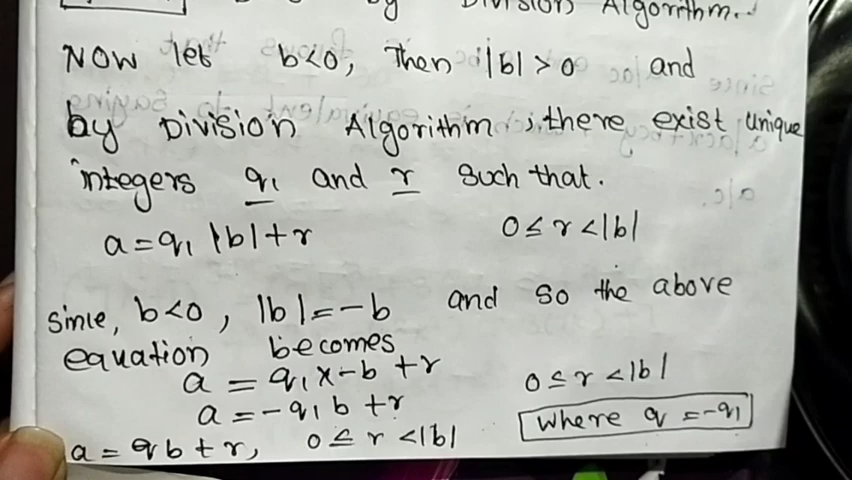 by Division Algorithm.
NOW let b<0, Then |b| > 0 and
by Division Algorithm, there exist unique
integers q₁ and r such that.
a = q₁ |b| + r 0 ≤ r < |b|
since, b<0, |b| = -b and so the above
equation becomes
a = q₁ x -b + r 0 ≤ r < |b|
a = -q₁ b + r where q = -q₁
a = q b + r, 0 ≤ r < |b|